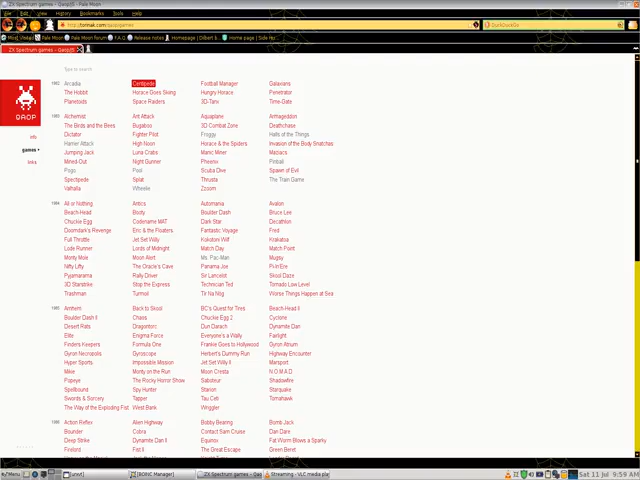 ZX Spectrum games - Qaop/JS - Pale Moon
File Edit View History Bookmarks Tools Help
http://torinak.com/qaop/games
DuckDuckGo
Most Visited Pale Moon Pale Moon forum F.A.Q. Release notes Homepage | Dilbert b... Home page | Side Hu...
ZX Spectrum games - Qaop/JS
Type to search
QAOP
info
games
links
1982 Arcadia Centipede Football Manager Galaxians
The Hobbit Horace Goes Skiing Hungry Horace Penetrator
Planetoids Space Raiders 3D-Tanx Time-Gate
1983 Alchemist Ant Attack Aquaplane Armageddon
The Birds and the Bees Bugaboo 3D Combat Zone Deathchase
Dictator Fighter Pilot Froggy Halls of the Things
Harrier Attack High Noon Horace & the Spiders Invasion of the Body Snatchas
Jumping Jack Luna Crabs Manic Miner Maziacs
Mined-Out Night Gunner Pheenix Pinball
Pogo Pool Scuba Dive Spawn of Evil
Spectipede Splat Thrusta The Train Game
Valhalla Wheelie Zzoom
1984 All or Nothing Antics Automania Avalon
Beach-Head Booty Boulder Dash Bruce Lee
Chuckie Egg Codename MAT Dark Star Decathlon
Doomdark's Revenge Eric & the Floaters Fantastic Voyage Fred
Full Throttle Jet Set Willy Kokotoni Wilf Krakatoa
Lode Runner Lords of Midnight Match Day Match Point
Monty Mole Moon Alert Ms. Pac-Man Mugsy
Nifty Lifty The Oracle's Cave Panama Joe Pi-In'Ere
Pyjamarama Rally Driver Sir Lancelot Skool Daze
3D Starstrike Stop the Express Technician Ted Tornado Low Level
Trashman Turmoil Tir Na Nog Worse Things Happen at Sea
1985 Arnhem Back to Skool BC's Quest for Tires Beach-Head II
Boulder Dash II Chaos Chuckie Egg 2 Cyclone
Desert Rats Dragontorc Dun Darach Dynamite Dan
Elite Enigma Force Everyone's a Wally Fairlight
Finders Keepers Formula One Frankie Goes to Hollywood Gyron Atrium
Gyron Necropolis Gyroscope Herbert's Dummy Run Highway Encounter
Hyper Sports Impossible Mission Jet Set Willy II Marsport
Mikie Monty on the Run Moon Cresta N.O.M.A.D
Popeye The Rocky Horror Show Saboteur Shadowfire
Spellbound Spy Hunter Starion Starquake
Swords & Sorcery Tapper Tau Ceti Tomahawk
The Way of the Exploding Fist West Bank Wriggler
1986 Action Reflex Alien Highway Bobby Bearing Bomb Jack
Bounder Cobra Contact Sam Cruise Dan Dare
Deep Strike Dynamite Dan II Equinox Fat Worm Blows a Sparky
Firelord Fist II The Great Escape Green Beret
Menu [urxvt] [BOINC Manager] ZX Spectrum games - Qao Streaming - VLC media pla Sat 11 Jul 9:59 AM